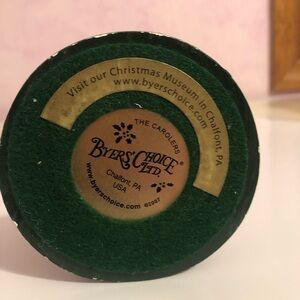 Visit our Christmas Museum in Chalfont, PA
www.byerschoice.com
THE CAROLERS
BYERS' CHOICE
LTD.®
Chalfont, PA
USA
www.byerschoice.com ©2007